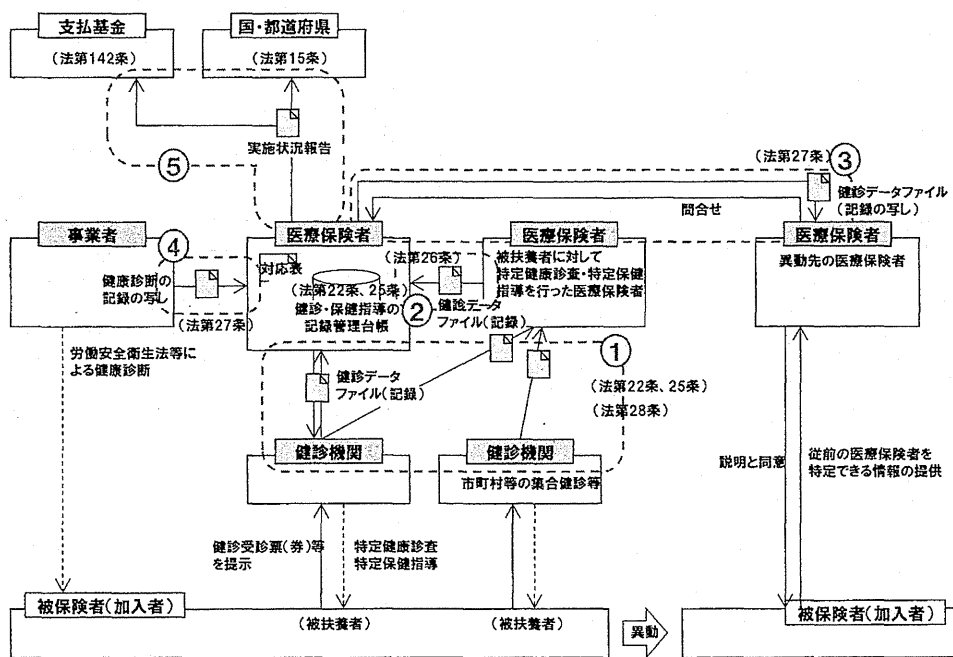 支払基金
国・都道府県
(法第142条)
(法第15条)
実施状況報告
⑤
(法第27条)
③
健診データファイル
(記録の写し)
問合せ
事業者
医療保険者
医療保険者
医療保険者
④
健康診断の
記録の写し
(法第27条)
対応表
(法第22条、25条)
健診・保健指導の
記録管理台帳
(法第26条)
②
健診データ
ファイル(記録)
被扶養者に対して
特定健康診査・特定保健
指導を行った医療保険者
異動先の医療保険者
労働安全衛生法等に
よる健康診断
健診データ
ファイル(記録)
①
(法第22条、25条)
(法第28条)
健診機関
健診機関
市町村等の集合健診等
説明と同意
従前の医療保険者を
特定できる情報の提供
健診受診票(券)等
を提示
特定健康診査
特定保健指導
被保険者(加入者)
(被扶養者)
(被扶養者)
異動
被保険者(加入者)